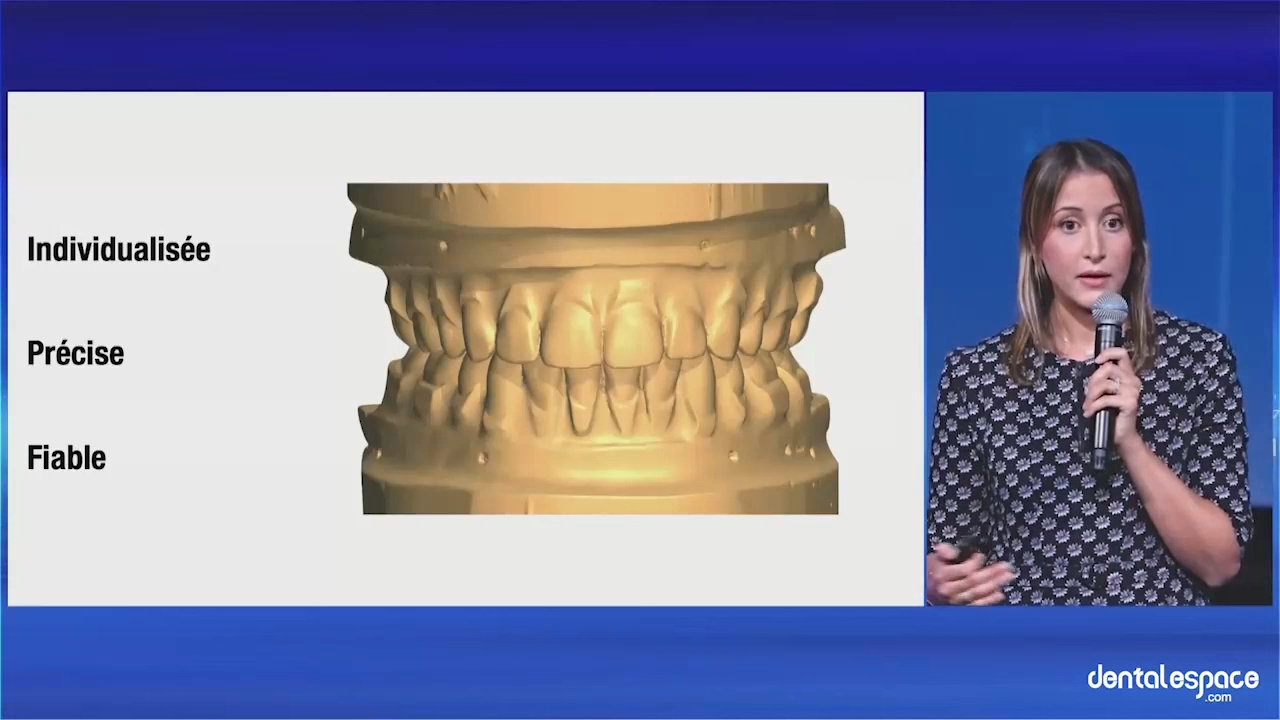 Individualisée
Précise
Fiable
dentalespace
.com